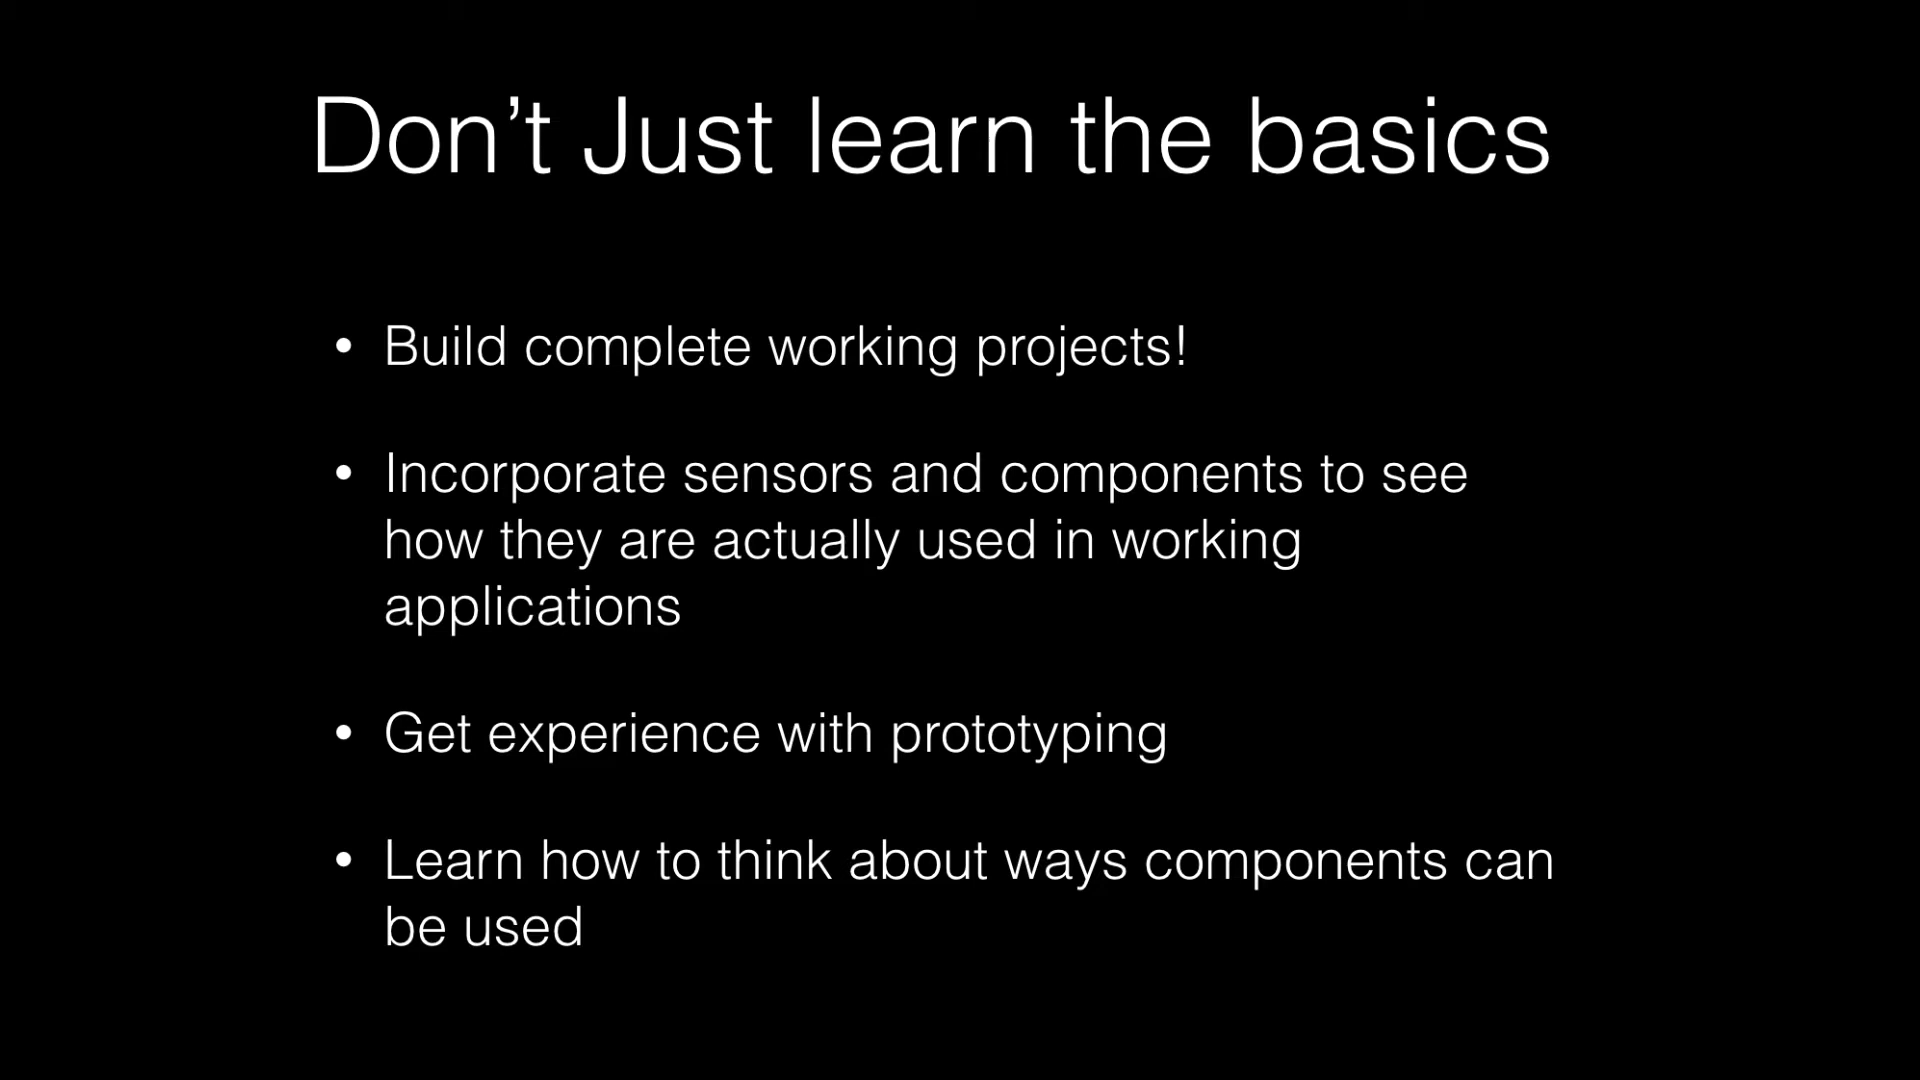 Don’t Just learn the basics
• Build complete working projects!
• Incorporate sensors and components to see
how they are actually used in working
applications
• Get experience with prototyping
• Learn how to think about ways components can
be used